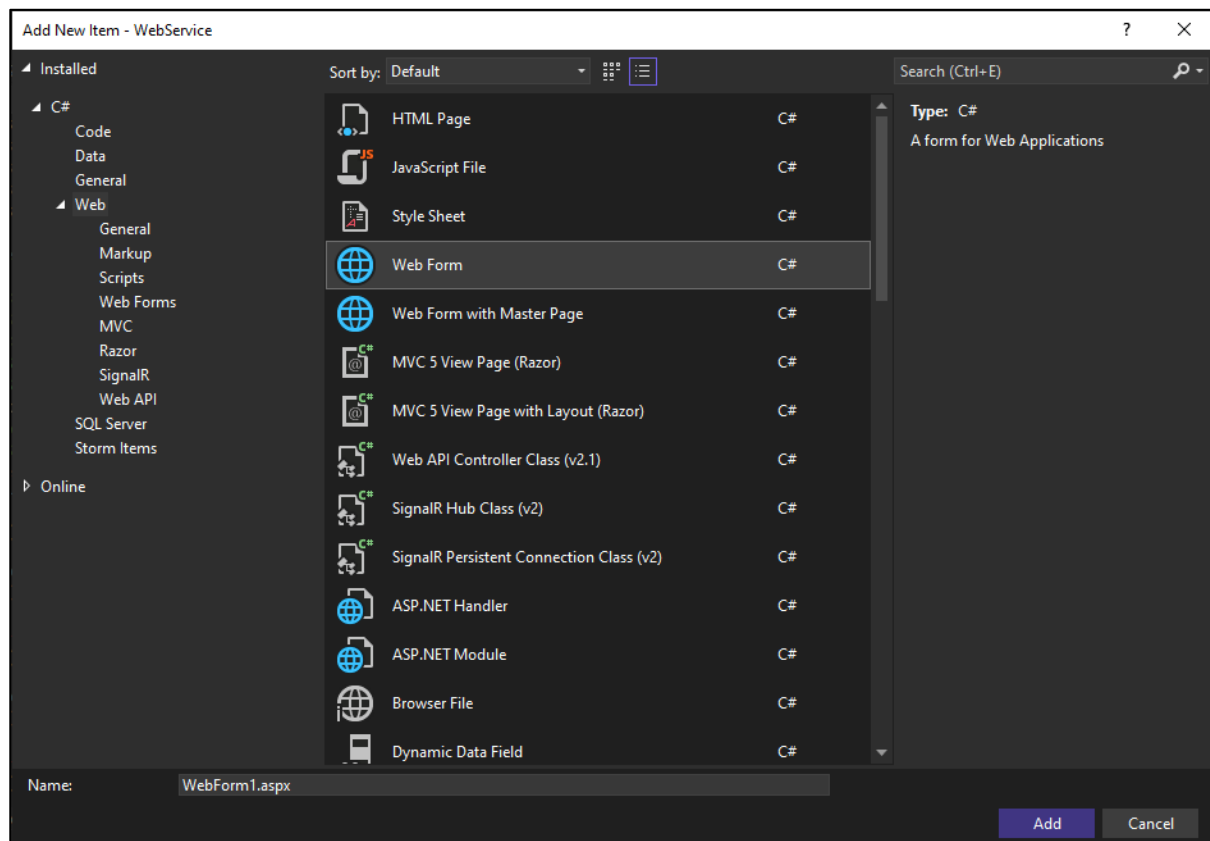 Add New Item - WebService
?
Installed
Sort by: Default
Search (Ctrl+E)
C#
Code
Data
General
Web
General
Markup
Scripts
Web Forms
MVC
Razor
SignalR
Web API
SQL Server
Storm Items
Online
HTML Page C#
JavaScript File C#
Style Sheet C#
Web Form C#
Web Form with Master Page C#
MVC 5 View Page (Razor) C#
MVC 5 View Page with Layout (Razor) C#
Web API Controller Class (v2.1) C#
SignalR Hub Class (v2) C#
SignalR Persistent Connection Class (v2) C#
ASP.NET Handler C#
ASP.NET Module C#
Browser File C#
Dynamic Data Field C#
Type: C#
A form for Web Applications
Name: WebForm1.aspx
Add Cancel